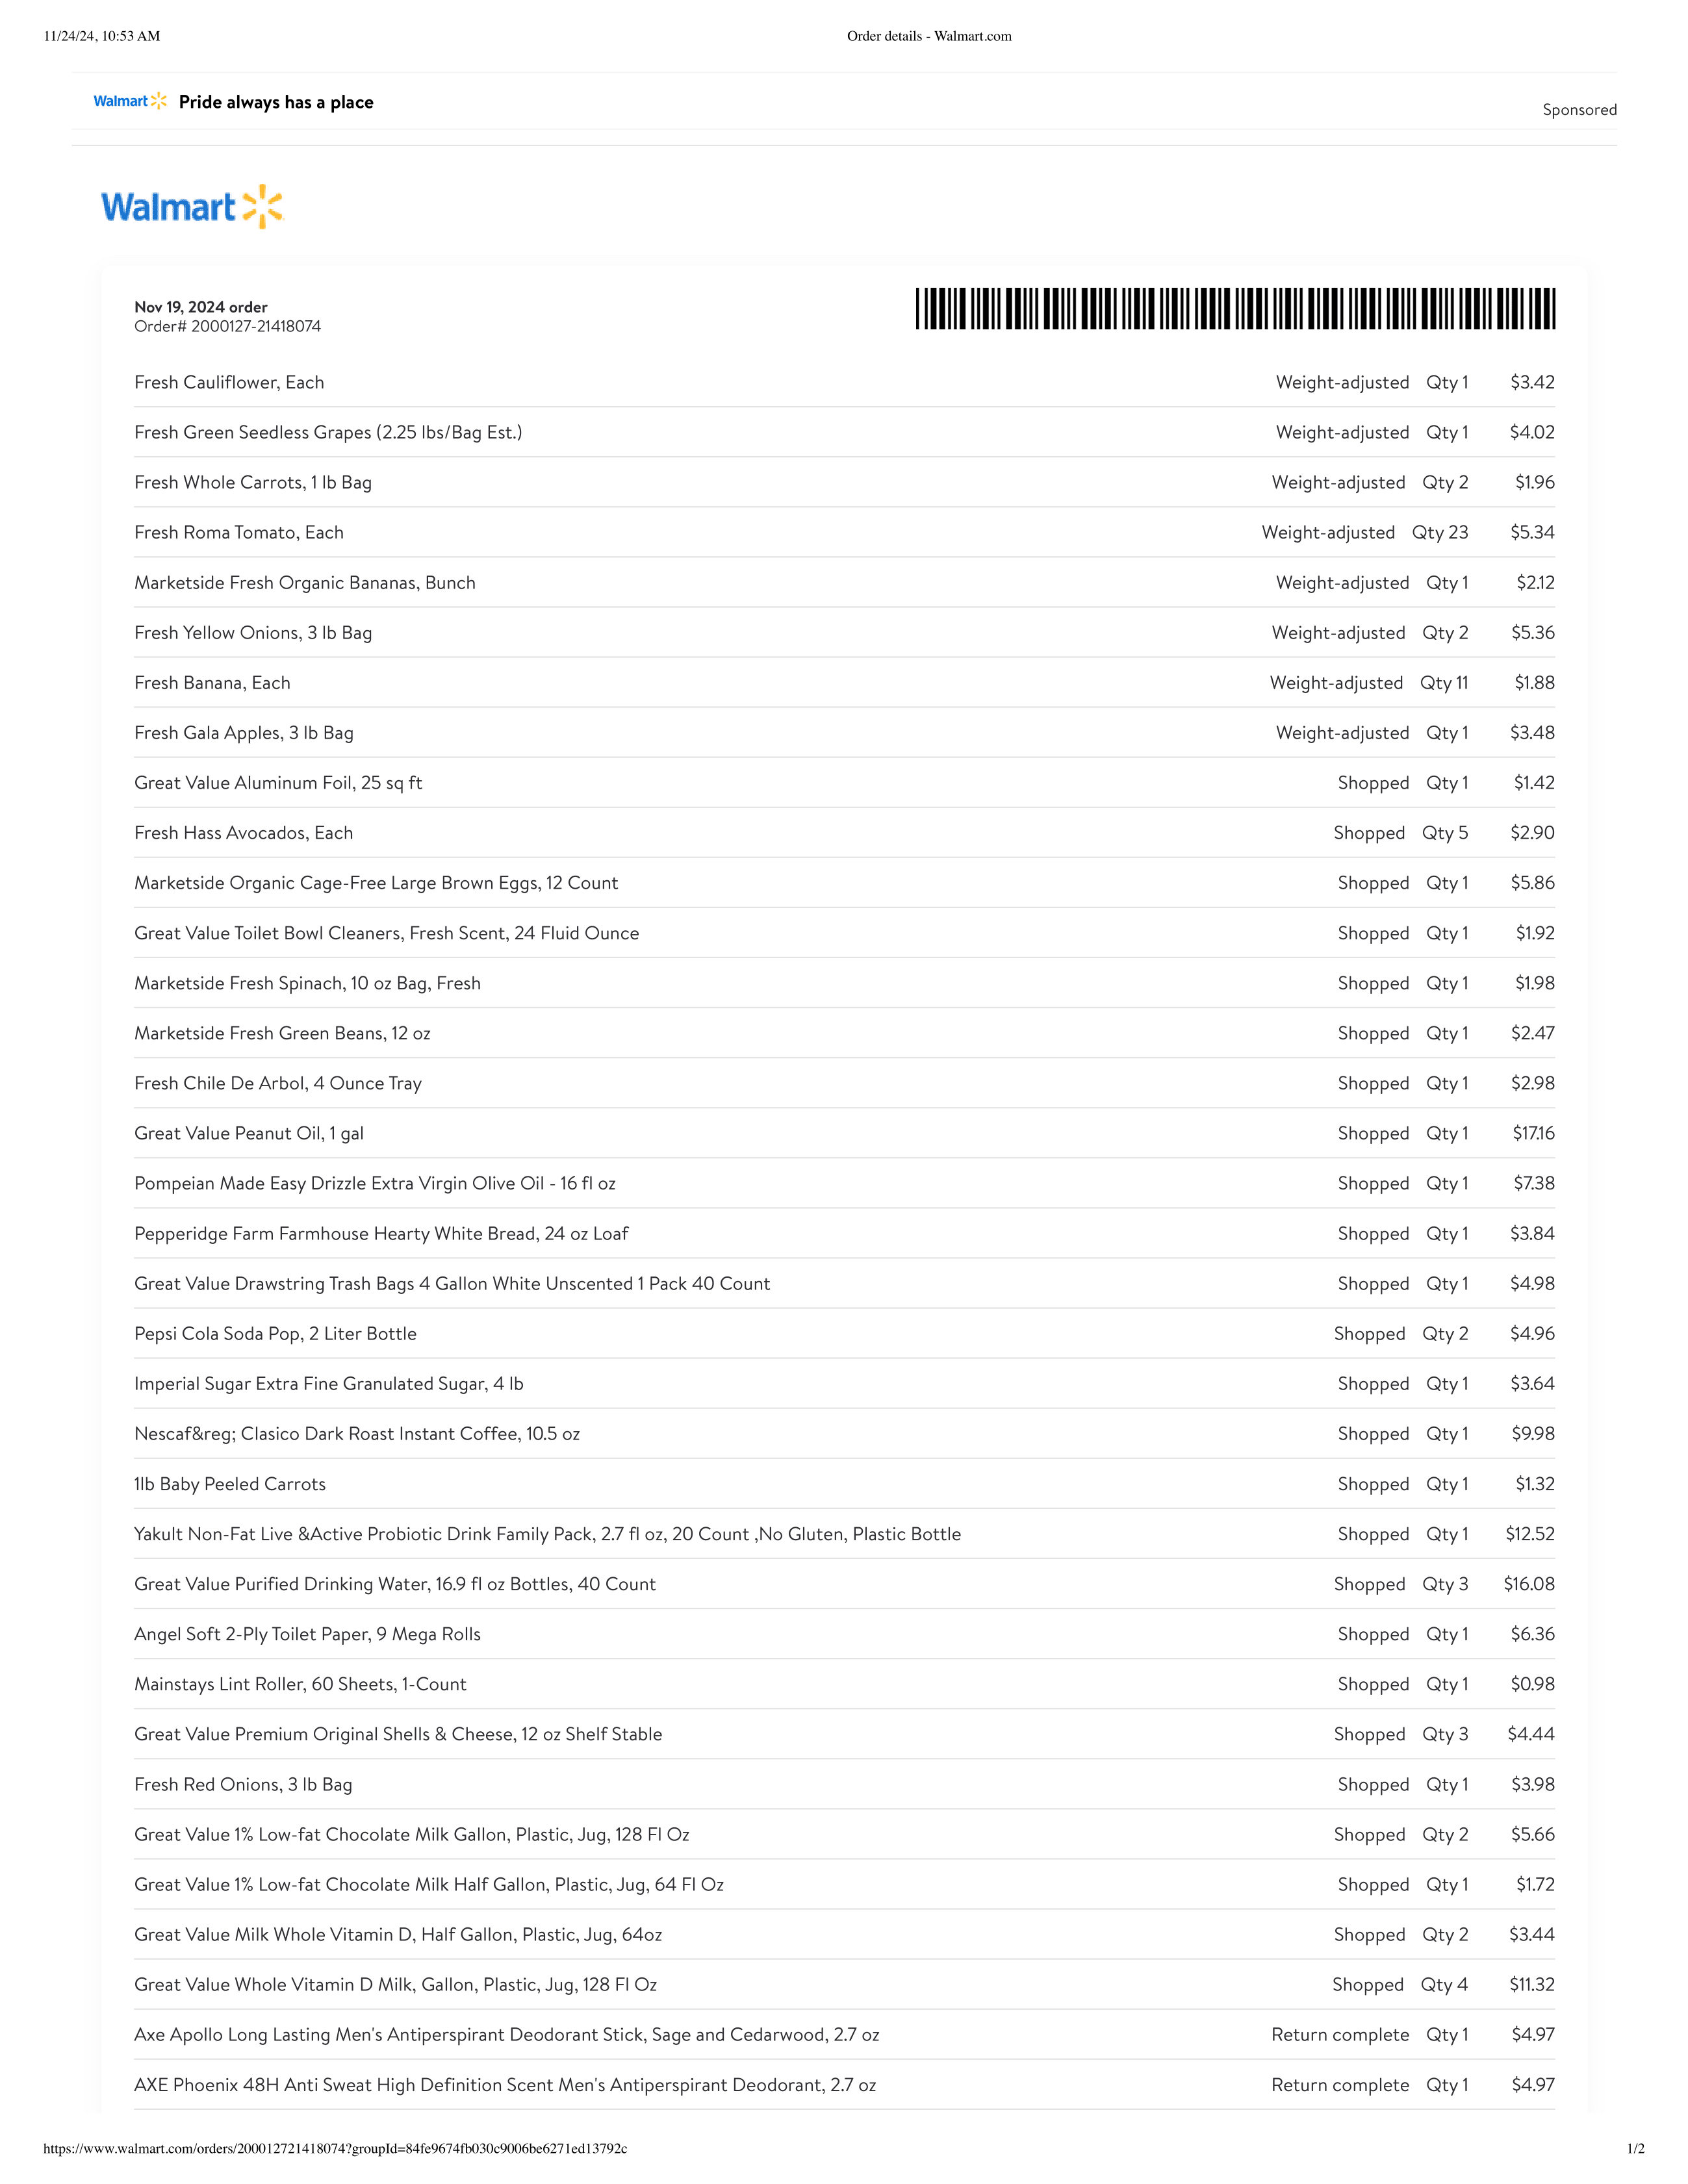 11/24/24, 10:53 AM Order details - Walmart.com
Walmart Pride always has a place
Sponsored
Walmart
Nov 19, 2024 order
Order# 2000127-21418074
Fresh Cauliflower, Each Weight-adjusted Qty 1 $3.42
Fresh Green Seedless Grapes (2.25 lbs/Bag Est.) Weight-adjusted Qty 1 $4.02
Fresh Whole Carrots, 1 lb Bag Weight-adjusted Qty 2 $1.96
Fresh Roma Tomato, Each Weight-adjusted Qty 23 $5.34
Marketside Fresh Organic Bananas, Bunch Weight-adjusted Qty 1 $2.12
Fresh Yellow Onions, 3 lb Bag Weight-adjusted Qty 2 $5.36
Fresh Banana, Each Weight-adjusted Qty 11 $1.88
Fresh Gala Apples, 3 lb Bag Weight-adjusted Qty 1 $3.48
Great Value Aluminum Foil, 25 sq ft Shopped Qty 1 $1.42
Fresh Hass Avocados, Each Shopped Qty 5 $2.90
Marketside Organic Cage-Free Large Brown Eggs, 12 Count Shopped Qty 1 $5.86
Great Value Toilet Bowl Cleaners, Fresh Scent, 24 Fluid Ounce Shopped Qty 1 $1.92
Marketside Fresh Spinach, 10 oz Bag, Fresh Shopped Qty 1 $1.98
Marketside Fresh Green Beans, 12 oz Shopped Qty 1 $2.47
Fresh Chile De Arbol, 4 Ounce Tray Shopped Qty 1 $2.98
Great Value Peanut Oil, 1 gal Shopped Qty 1 $17.16
Pompeian Made Easy Drizzle Extra Virgin Olive Oil - 16 fl oz Shopped Qty 1 $7.38
Pepperidge Farm Farmhouse Hearty White Bread, 24 oz Loaf Shopped Qty 1 $3.84
Great Value Drawstring Trash Bags 4 Gallon White Unscented 1 Pack 40 Count Shopped Qty 1 $4.98
Pepsi Cola Soda Pop, 2 Liter Bottle Shopped Qty 2 $4.96
Imperial Sugar Extra Fine Granulated Sugar, 4 lb Shopped Qty 1 $3.64
Nescaf&reg; Clasico Dark Roast Instant Coffee, 10.5 oz Shopped Qty 1 $9.98
1lb Baby Peeled Carrots Shopped Qty 1 $1.32
Yakult Non-Fat Live &Active Probiotic Drink Family Pack, 2.7 fl oz, 20 Count ,No Gluten, Plastic Bottle Shopped Qty 1 $12.52
Great Value Purified Drinking Water, 16.9 fl oz Bottles, 40 Count Shopped Qty 3 $16.08
Angel Soft 2-Ply Toilet Paper, 9 Mega Rolls Shopped Qty 1 $6.36
Mainstays Lint Roller, 60 Sheets, 1-Count Shopped Qty 1 $0.98
Great Value Premium Original Shells & Cheese, 12 oz Shelf Stable Shopped Qty 3 $4.44
Fresh Red Onions, 3 lb Bag Shopped Qty 1 $3.98
Great Value 1% Low-fat Chocolate Milk Gallon, Plastic, Jug, 128 Fl Oz Shopped Qty 2 $5.66
Great Value 1% Low-fat Chocolate Milk Half Gallon, Plastic, Jug, 64 Fl Oz Shopped Qty 1 $1.72
Great Value Milk Whole Vitamin D, Half Gallon, Plastic, Jug, 64oz Shopped Qty 2 $3.44
Great Value Whole Vitamin D Milk, Gallon, Plastic, Jug, 128 Fl Oz Shopped Qty 4 $11.32
Axe Apollo Long Lasting Men's Antiperspirant Deodorant Stick, Sage and Cedarwood, 2.7 oz Return complete Qty 1 $4.97
AXE Phoenix 48H Anti Sweat High Definition Scent Men's Antiperspirant Deodorant, 2.7 oz Return complete Qty 1 $4.97
https://www.walmart.com/orders/200012721418074?groupId=84fe9674fb030c9006be6271ed13792c 1/2